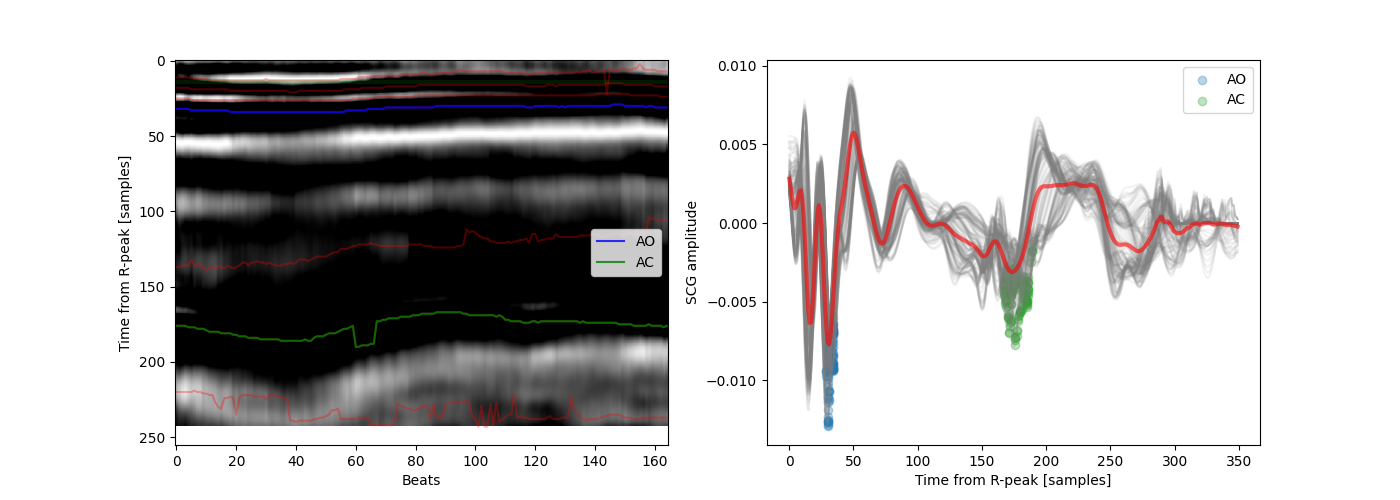 0
50
100
150
200
250
Time from R-peak [samples]
0 20 40 60 80 100 120 140 160
Beats
AO
AC
0.010
0.005
0.000
−0.005
−0.010
SCG amplitude
0 50 100 150 200 250 300 350
Time from R-peak [samples]
AO
AC